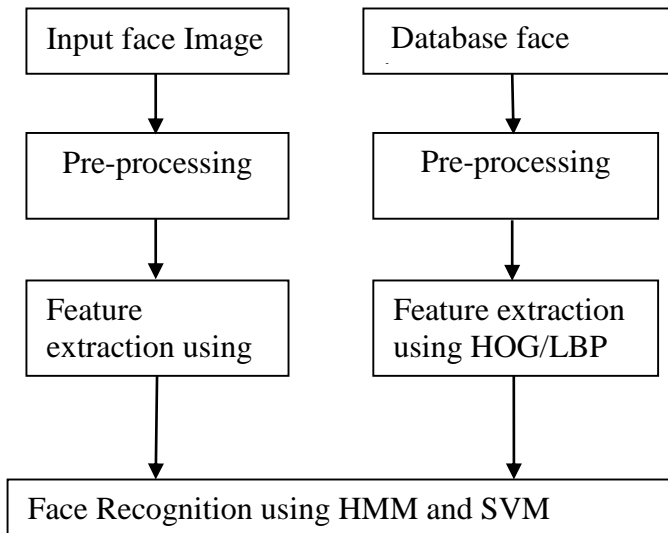 Input face Image
Database face
Pre-processing
Pre-processing
Feature
extraction using
Feature extraction
using HOG/LBP
Face Recognition using HMM and SVM